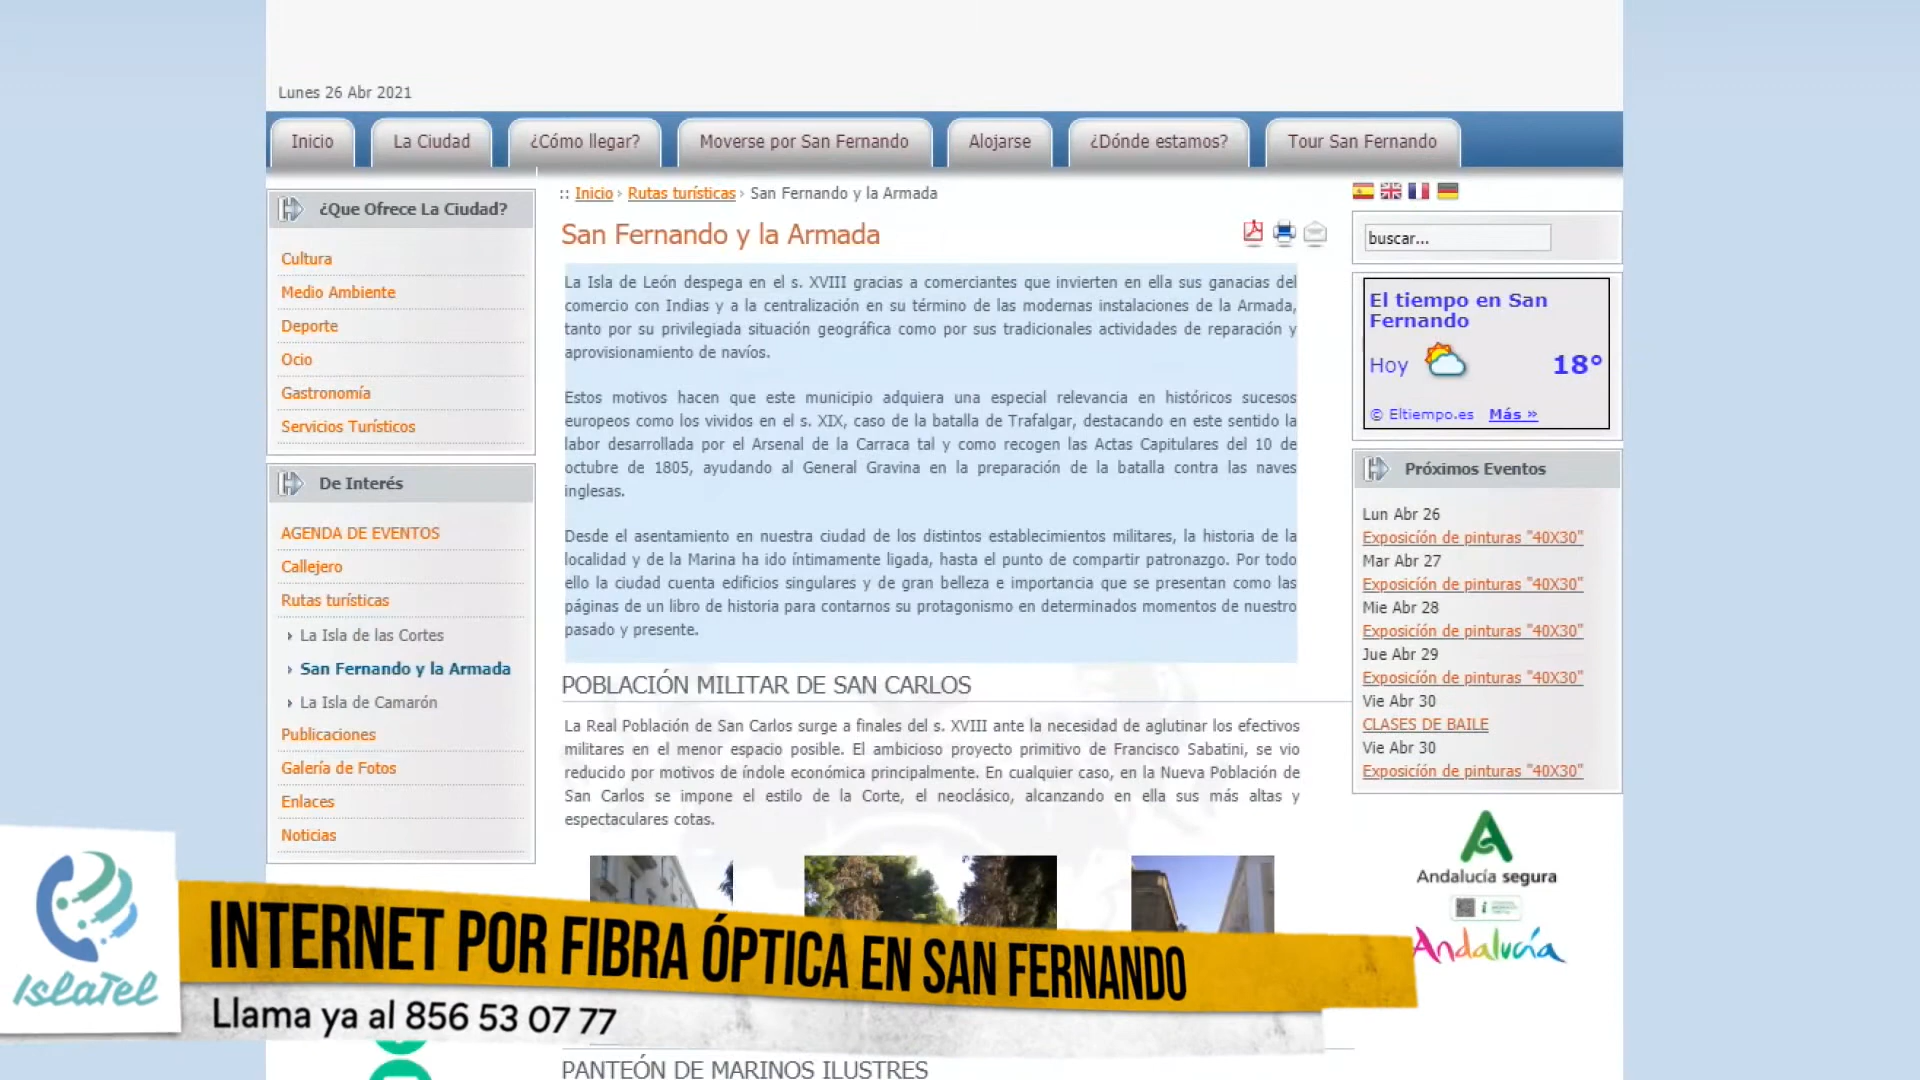 Lunes 26 Abr 2021
Inicio
La Ciudad
¿Cómo llegar?
Moverse por San Fernando
Alojarse
¿Dónde estamos?
Tour San Fernando
¿Que Ofrece La Ciudad?
Cultura
Medio Ambiente
Deporte
Ocio
Gastronomía
Servicios Turísticos
De Interés
AGENDA DE EVENTOS
Callejero
Rutas turísticas
La Isla de las Cortes
San Fernando y la Armada
La Isla de Camarón
Publicaciones
Galería de Fotos
Enlaces
Noticias
:: Inicio › Rutas turísticas › San Fernando y la Armada
San Fernando y la Armada
La Isla de León despega en el s. XVIII gracias a comerciantes que invierten en ella sus ganacias del
comercio con Indias y a la centralización en su término de las modernas instalaciones de la Armada,
tanto por su privilegiada situación geográfica como por sus tradicionales actividades de reparación y
aprovisionamiento de navíos.
Estos motivos hacen que este municipio adquiera una especial relevancia en históricos sucesos
europeos como los vividos en el s. XIX, caso de la batalla de Trafalgar, destacando en este sentido la
labor desarrollada por el Arsenal de la Carraca tal y como recogen las Actas Capitulares del 10 de
octubre de 1805, ayudando al General Gravina en la preparación de la batalla contra las naves
inglesas.
Desde el asentamiento en nuestra ciudad de los distintos establecimientos militares, la historia de la
localidad y de la Marina ha ido íntimamente ligada, hasta el punto de compartir patronazgo. Por todo
ello la ciudad cuenta edificios singulares y de gran belleza e importancia que se presentan como las
páginas de un libro de historia para contarnos su protagonismo en determinados momentos de nuestro
pasado y presente.
POBLACIÓN MILITAR DE SAN CARLOS
La Real Población de San Carlos surge a finales del s. XVIII ante la necesidad de aglutinar los efectivos
militares en el menor espacio posible. El ambicioso proyecto primitivo de Francisco Sabatini, se vio
reducido por motivos de índole económica principalmente. En cualquier caso, en la Nueva Población de
San Carlos se impone el estilo de la Corte, el neoclásico, alcanzando en ella sus más altas y
espectaculares cotas.
PANTEÓN DE MARINOS ILUSTRES
buscar...
El tiempo en San
Fernando
Hoy
18°
© Eltiempo.es Más »
Próximos Eventos
Lun Abr 26
Exposición de pinturas "40X30"
Mar Abr 27
Exposición de pinturas "40X30"
Mie Abr 28
Exposición de pinturas "40X30"
Jue Abr 29
Exposición de pinturas "40X30"
Vie Abr 30
CLASES DE BAILE
Vie Abr 30
Exposición de pinturas "40X30"
Andalucía segura
Andalucía
IslaTel
INTERNET POR FIBRA ÓPTICA EN SAN FERNANDO
Llama ya al 856 53 07 77